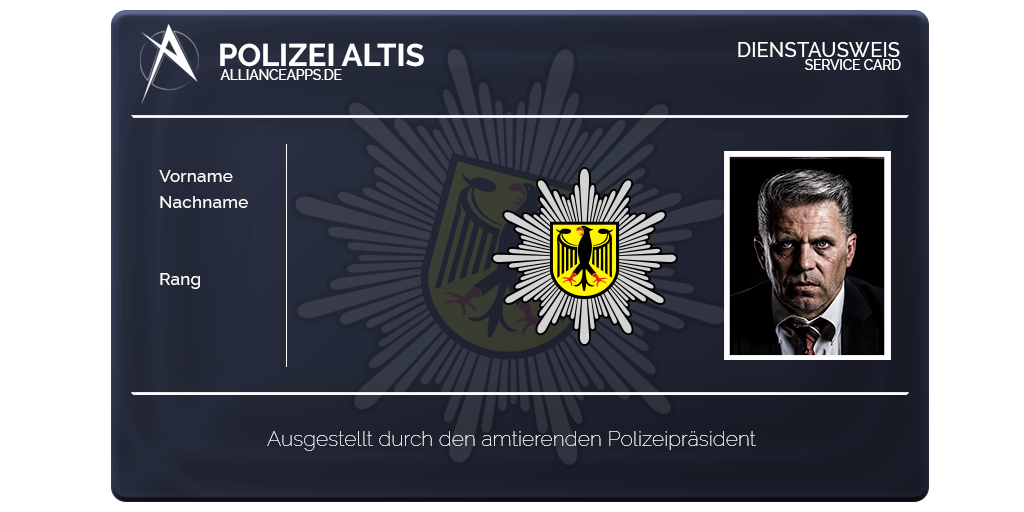 POLIZEI ALTIS
ALLIANCEAPPS.DE
DIENSTAUSWEIS
SERVICE CARD
Vorname
Nachname
Rang
Ausgestellt durch den amtierenden Polizeipräsident